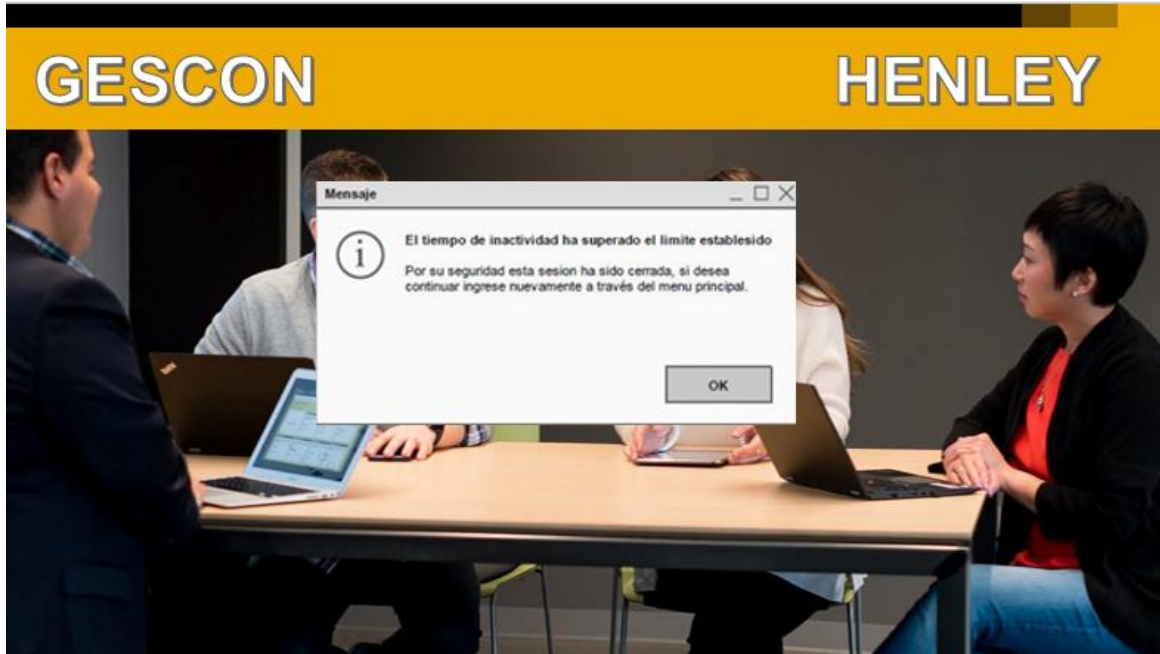 GESCON HENLEY
Mensaje
El tiempo de inactividad ha superado el limite establesido
Por su seguridad esta sesion ha sido cerrada, si desea
continuar ingrese nuevamente a través del menu principal.
OK